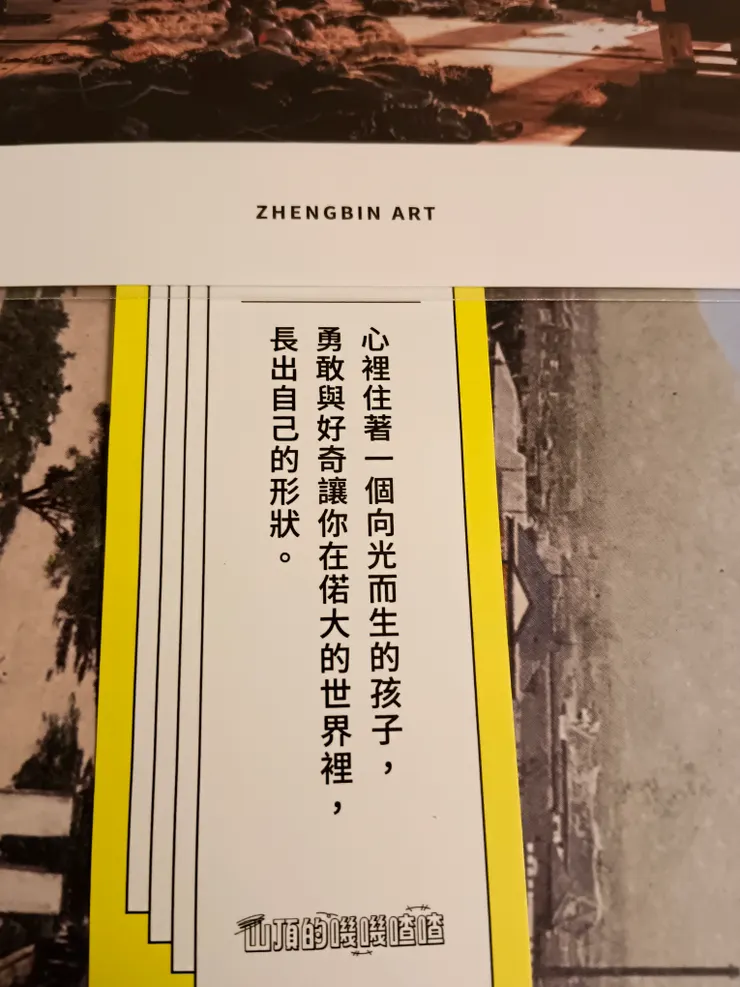 ZHENGBIN ART
心裡住著一個向光而生的孩子，
勇敢與好奇讓你在偌大的世界裡，
長出自己的形狀。
山頂的嘰嘰喳喳